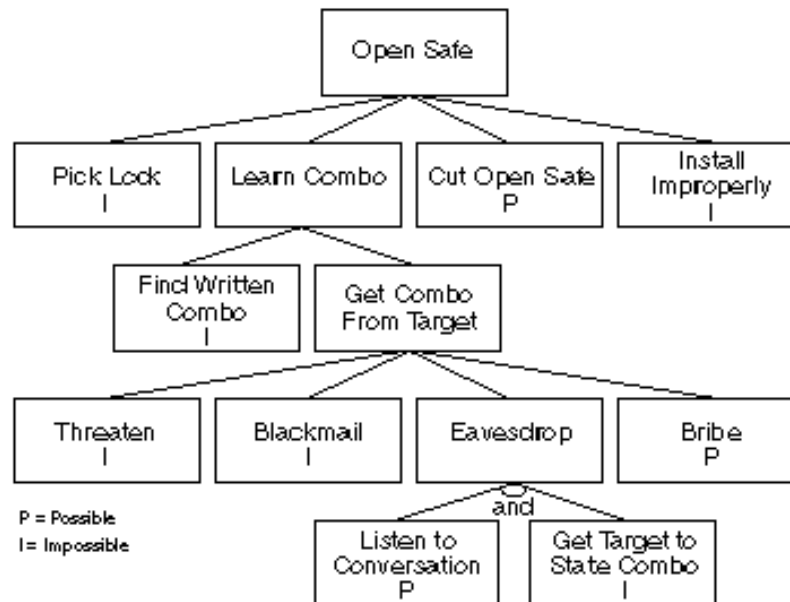 Open Safe
Pick Lock
I
Learn Combo
Cut Open Safe
P
Install
Improperly
I
Find Written
Combo
I
Get Combo
From Target
Threaten
I
Blackmail
I
Eavesdrop
Bribe
P
and
P = Possible
I = Impossible
Listen to
Conversation
P
Get Target to
State Combo
I